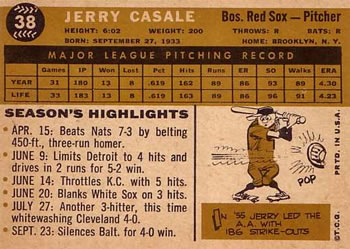 38
JERRY CASALE
Bos. Red Sox — Pitcher
HEIGHT: 6:02 WEIGHT: 200 THROWS: R BATS: R
BORN: SEPTEMBER 27, 1933 HOME: BROOKLYN, N.Y.
MAJOR LEAGUE PITCHING RECORD
Games IP Won Lost Pct. Hits Runs SO ER Walks ERA
YEAR 31 180 13 8 .619 162 89 93 86 89 4.30
LIFE 33 183 13 8 .619 163 91 95 87 91 4.23
SEASON'S HIGHLIGHTS
• APR. 15: Beats Nats 7-3 by belting
450-ft., three-run homer.
• JUNE 9: Limits Detroit to 4 hits
and drives in 2 runs for 5-2 win.
• JUNE 14: Throttles K.C. with 5 hits.
• JUNE 20: Blanks White Sox on 3 hits.
• JULY 27: Another 3-hitter, this time
whitewashing Cleveland 4-0.
• SEPT. 23: Silences Balt. for 4-0 win.
POP
IN '55 JERRY LED THE
A.A. WITH
186 STRIKE-OUTS
©T.C.G. PRTD. IN U.S.A.